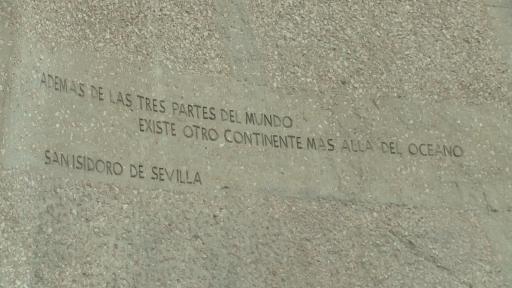 ADEMAS DE LAS TRES PARTES DEL MUNDO
EXISTE OTRO CONTINENTE MAS ALLA DEL OCEANO
SAN ISIDORO DE SEVILLA